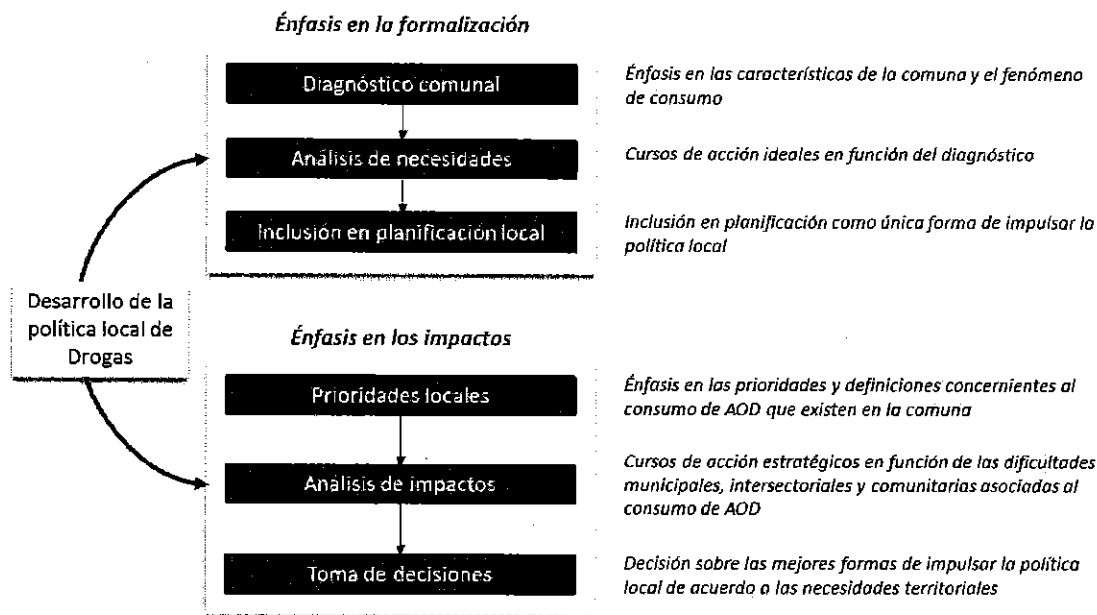 Énfasis en la formalización
Diagnóstico comunal
Énfasis en las características de la comuna y el fenómeno
de consumo
Análisis de necesidades
Cursos de acción ideales en función del diagnóstico
Inclusión en planificación local
Inclusión en planificación como única forma de impulsar la
política local
Desarrollo de la
política local de
Drogas
Énfasis en los impactos
Prioridades locales
Énfasis en las prioridades y definiciones concernientes al
consumo de AOD que existen en la comuna
Análisis de impactos
Cursos de acción estratégicos en función de las dificultades
municipales, intersectoriales y comunitarias asociadas al
consumo de AOD
Toma de decisiones
Decisión sobre las mejores formas de impulsar la política
local de acuerdo a las necesidades territoriales